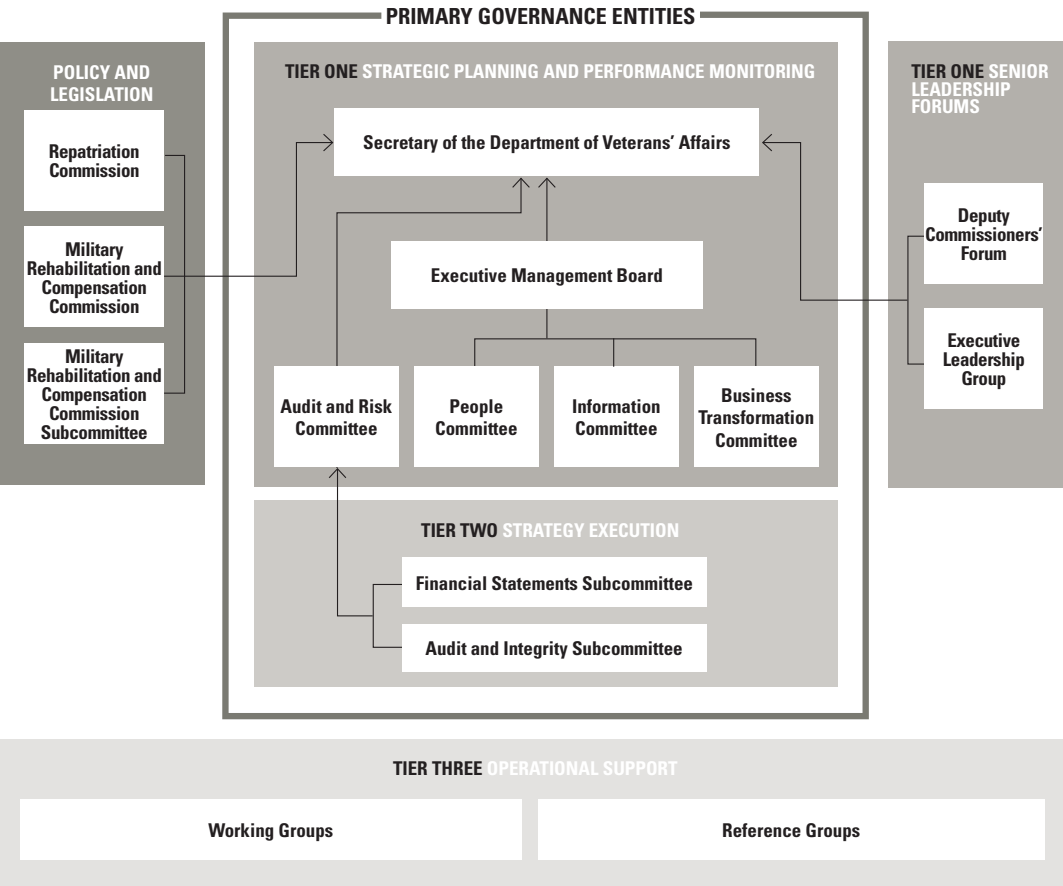 PRIMARY GOVERNANCE ENTITIES
POLICY AND
LEGISLATION
Repatriation
Commission
Military
Rehabilitation and
Compensation
Commission
Military
Rehabilitation and
Compensation
Commission
Subcommittee
TIER ONE STRATEGIC PLANNING AND PERFORMANCE MONITORING
Secretary of the Department of Veterans’ Affairs
Executive Management Board
Audit and Risk
Committee
People
Committee
Information
Committee
Business
Transformation
Committee
TIER TWO STRATEGY EXECUTION
Financial Statements Subcommittee
Audit and Integrity Subcommittee
TIER ONE SENIOR
LEADERSHIP
FORUMS
Deputy
Commissioners’
Forum
Executive
Leadership
Group
TIER THREE OPERATIONAL SUPPORT
Working Groups
Reference Groups